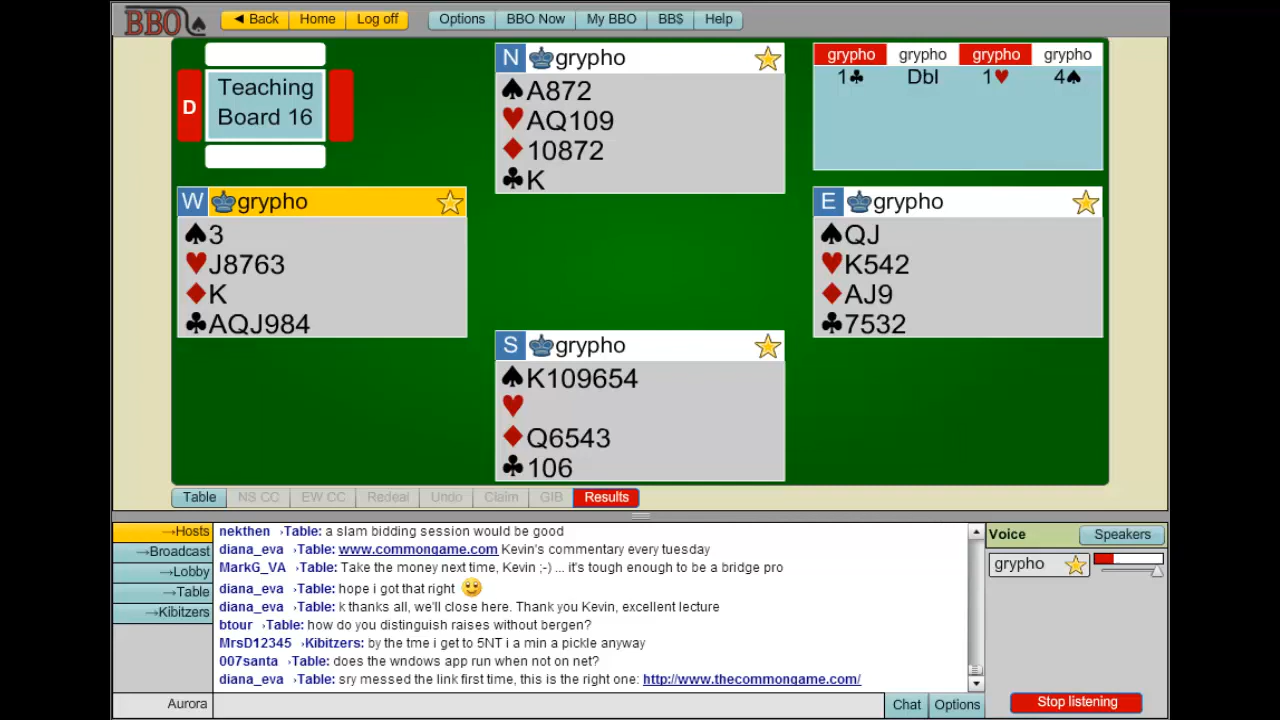 BBO ◄ Back Home Log off Options BBO Now My BBO BB$ Help
D
Teaching
Board 16
N grypho
♠A872
♥AQ109
♦10872
♣K
grypho grypho grypho grypho
1♣ Dbl 1♥ 4♠
W grypho
♠3
♥J8763
♦K
♣AQJ984
E grypho
♠QJ
♥K542
♦AJ9
♣7532
S grypho
♠K109654
♥
♦Q6543
♣106
Table NS CC EW CC Redeal Undo Claim GIB Results
→Hosts
→Broadcast
→Lobby
→Table
→Kibitzers
nekthen ›Table: a slam bidding session would be good
diana_eva ›Table: www.commongame.com Kevin's commentary every tuesday
MarkG_VA ›Table: Take the money next time, Kevin ;-) ... it's tough enough to be a bridge pro
diana_eva ›Table: hope i got that right
diana_eva ›Table: k thanks all, we'll close here. Thank you Kevin, excellent lecture
btour ›Table: how do you distinguish raises without bergen?
MrsD12345 ›Kibitzers: by the tme i get to 5NT i a min a pickle anyway
007santa ›Table: does the wndows app run when not on net?
diana_eva ›Table: sry messed the link first time, this is the right one: http://www.thecommongame.com/
Voice Speakers
grypho
Aurora Chat Options Stop listening